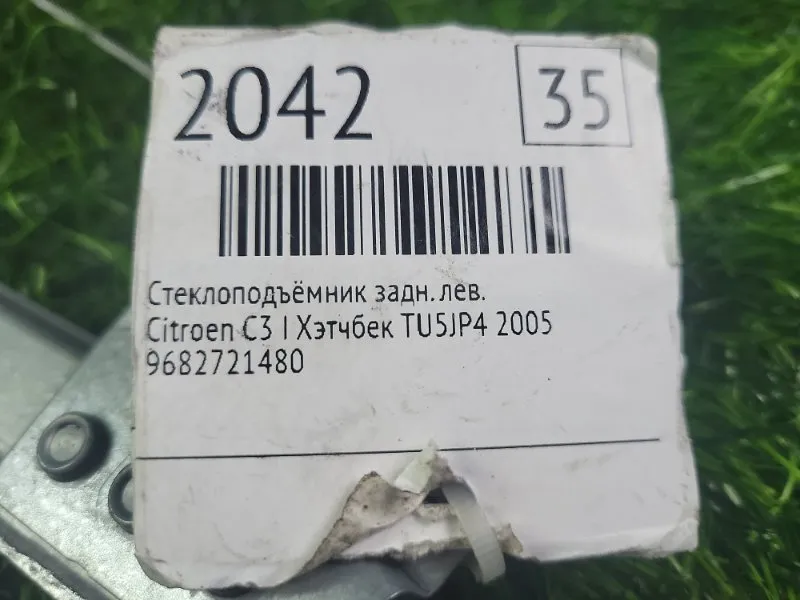 2042
35
Стеклоподъёмник задн. лев.
Citroen C3 I Хэтчбек TU5JP4 2005
9682721480